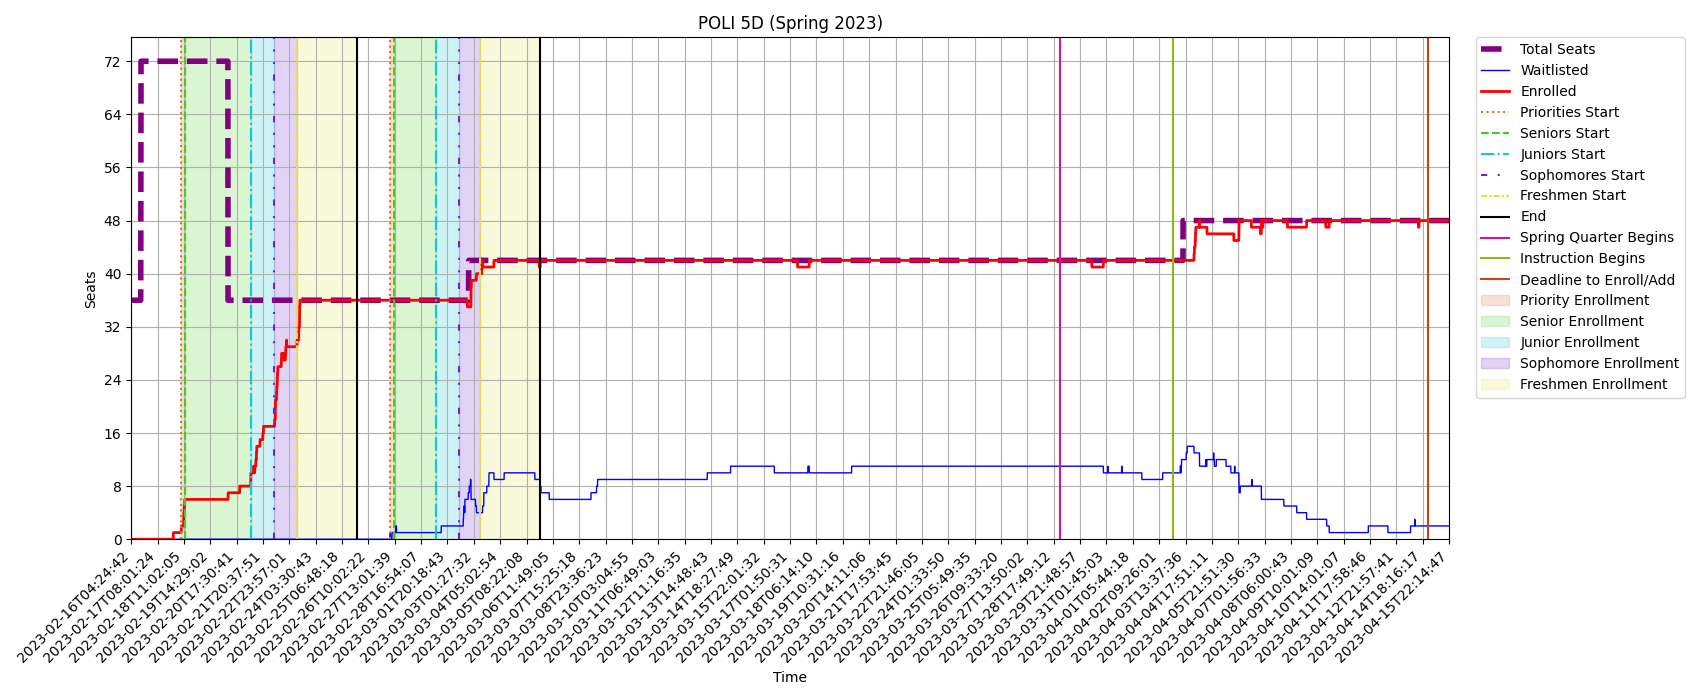 POLI 5D (Spring 2023)
Seats
72
64
56
48
40
32
24
16
8
0
2023-02-16T04:24:42
2023-02-17T08:01:24
2023-02-18T11:02:05
2023-02-19T14:29:02
2023-02-20T17:30:41
2023-02-21T20:37:51
2023-02-22T23:57:01
2023-02-24T03:30:43
2023-02-25T06:48:18
2023-02-26T10:02:22
2023-02-27T13:01:39
2023-02-28T16:54:07
2023-03-01T20:18:43
2023-03-04T01:27:32
2023-03-04T05:02:54
2023-03-05T08:22:08
2023-03-06T11:49:05
2023-03-07T15:25:18
2023-03-08T23:36:23
2023-03-10T03:04:55
2023-03-11T06:49:03
2023-03-12T11:16:35
2023-03-13T14:48:43
2023-03-14T18:27:49
2023-03-15T22:01:32
2023-03-17T01:50:31
2023-03-18T06:14:10
2023-03-19T10:31:16
2023-03-20T14:11:06
2023-03-21T17:53:45
2023-03-22T21:46:05
2023-03-24T01:33:50
2023-03-25T05:49:35
2023-03-26T09:33:20
2023-03-27T13:50:02
2023-03-28T17:49:12
2023-03-29T21:48:57
2023-03-31T01:45:03
2023-04-01T05:44:18
2023-04-02T09:26:01
2023-04-03T13:37:36
2023-04-04T17:51:11
2023-04-05T21:51:30
2023-04-07T01:56:33
2023-04-08T06:00:43
2023-04-09T10:01:09
2023-04-10T14:01:07
2023-04-11T17:58:46
2023-04-12T21:57:41
2023-04-14T18:16:17
2023-04-15T22:14:47
Time
Total Seats
Waitlisted
Enrolled
Priorities Start
Seniors Start
Juniors Start
Sophomores Start
Freshmen Start
End
Spring Quarter Begins
Instruction Begins
Deadline to Enroll/Add
Priority Enrollment
Senior Enrollment
Junior Enrollment
Sophomore Enrollment
Freshmen Enrollment